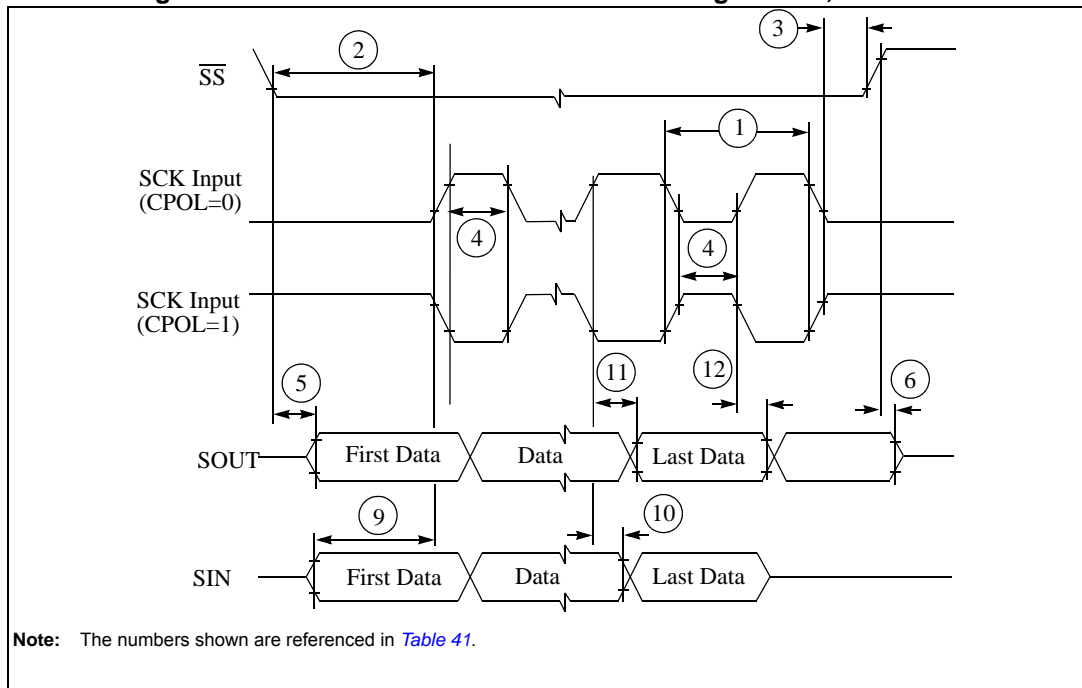 3
2
SS
1
SCK Input
(CPOL=0)
4
4
SCK Input
(CPOL=1)
11
12
5
6
SOUT
First Data
Data
Last Data
9
10
SIN
First Data
Data
Last Data
Note: The numbers shown are referenced in Table 41.